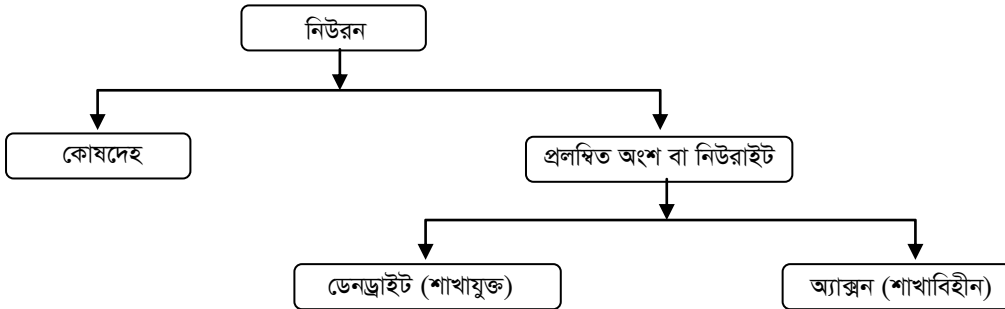 নিউরন
কোষদেহ
প্রলম্বিত অংশ বা নিউরাইট
ডেনড্রাইট (শাখাযুক্ত)
অ্যাক্সন (শাখাবিহীন)